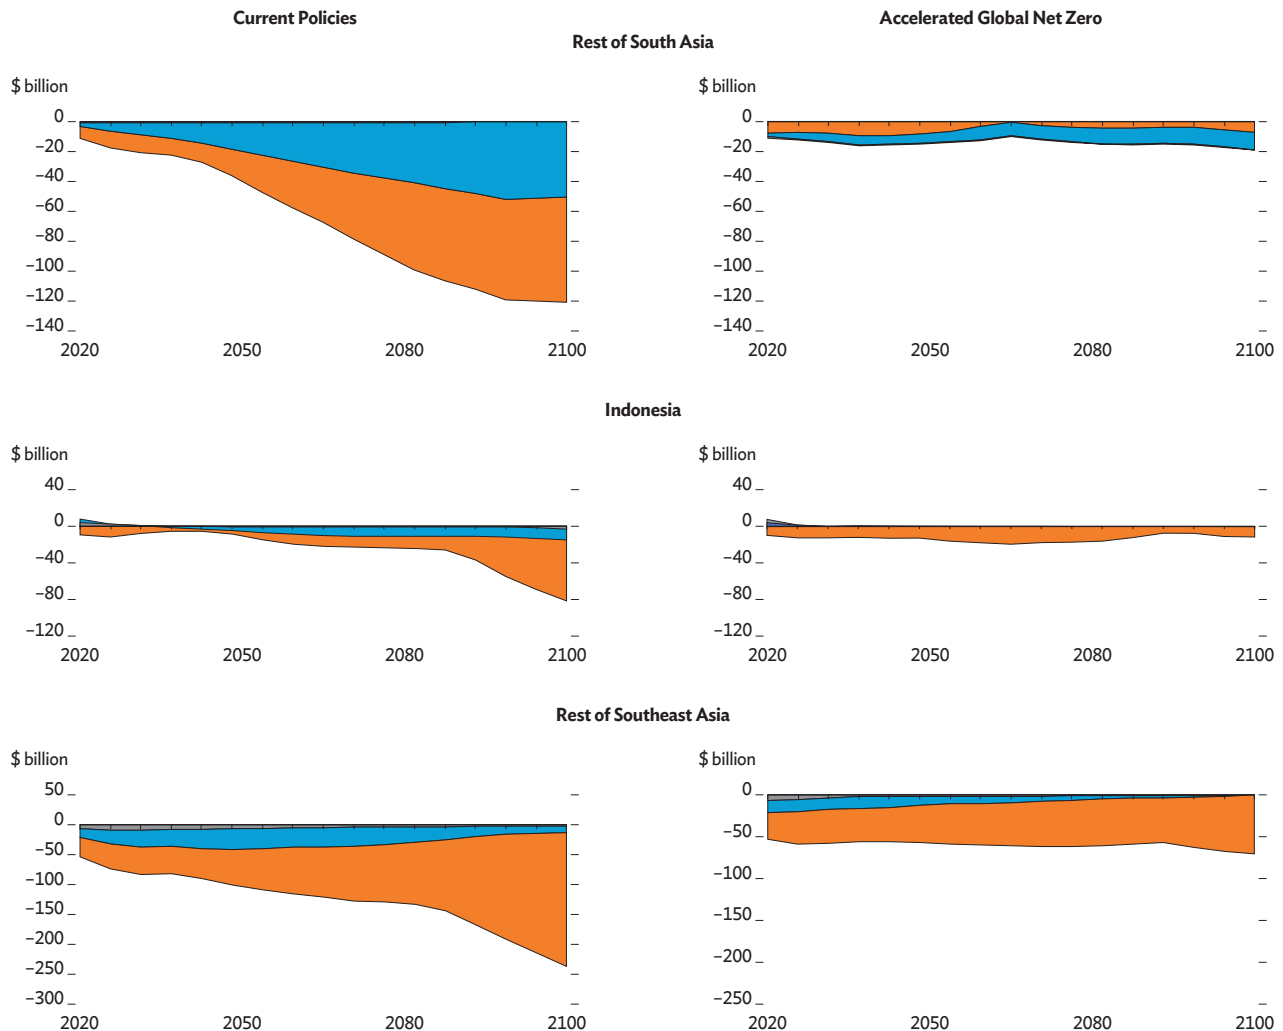 Current Policies
Accelerated Global Net Zero
Rest of South Asia
$ billion
0
−20
−40
−60
−80
−100
−120
−140
2020 2050 2080 2100
$ billion
0
−20
−40
−60
−80
−100
−120
−140
2020 2050 2080 2100
Indonesia
$ billion
40
0
−40
−80
−120
2020 2050 2080 2100
$ billion
40
0
−40
−80
−120
2020 2050 2080 2100
Rest of Southeast Asia
$ billion
50
0
−50
−100
−150
−200
−250
−300
2020 2050 2080 2100
$ billion
0
−50
−100
−150
−200
−250
2020 2050 2080 2100